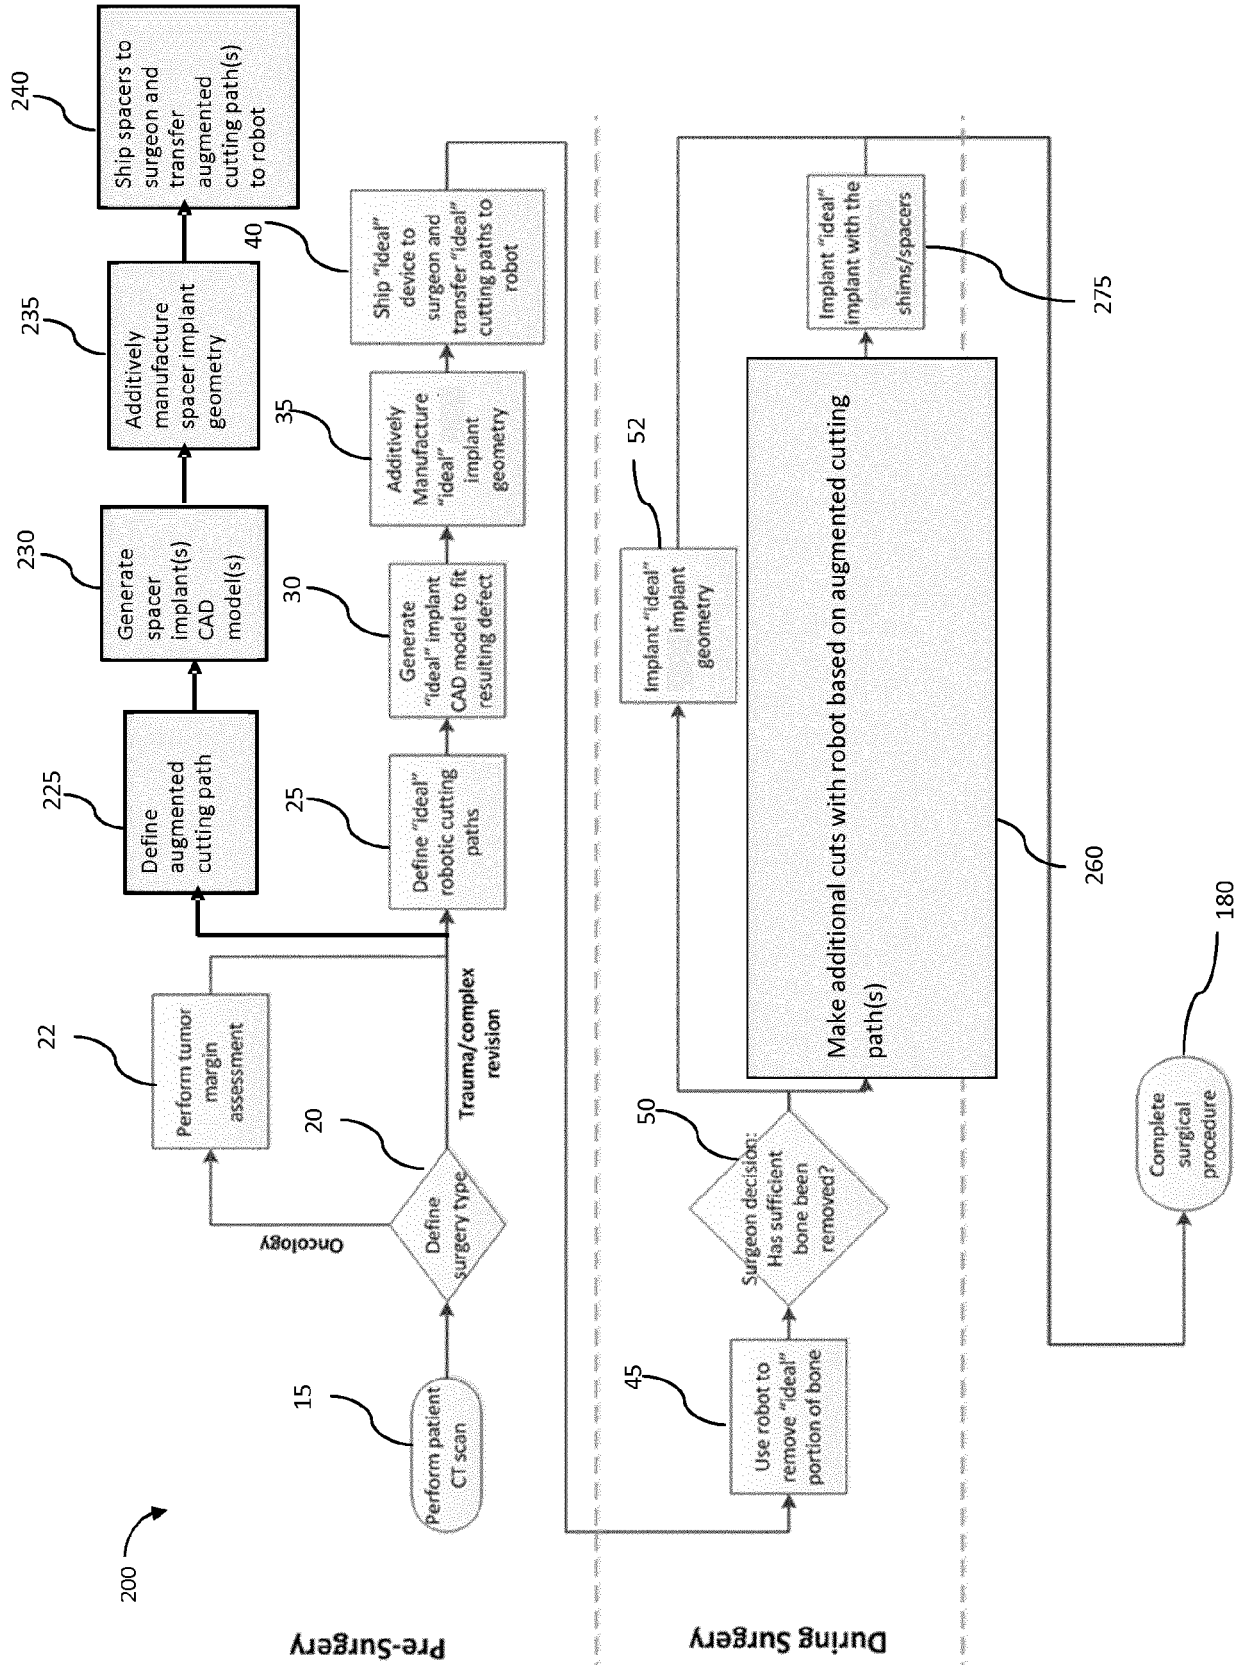 200
Pre-Surgery
15
Perform patient
CT scan
20
Define
surgery type
Oncology
Trauma/complex
revision
22
Perform tumor
margin
assessment
225
Define
augmented
cutting path
230
Generate
spacer
implant(s)
CAD
model(s)
235
Additively
manufacture
spacer implant
geometry
240
Ship spacers to
surgeon and
transfer
augmented
cutting path(s)
to robot
25
Define "ideal"
robotic cutting
paths
30
Generate
"ideal" implant
CAD model to fit
resulting defect
35
Additively
Manufacture
"ideal"
implant
geometry
40
Ship "ideal"
device to
surgeon and
transfer "ideal"
cutting paths to
robot
During Surgery
45
Use robot to
remove "ideal"
portion of bone
50
Surgeon decision:
Has sufficient
bone been
removed?
52
Implant "ideal"
implant
geometry
Make additional cuts with robot based on augmented cutting
path(s)
260
Implant "ideal"
implant with the
shims/spacers
275
Complete
surgical
procedure
180